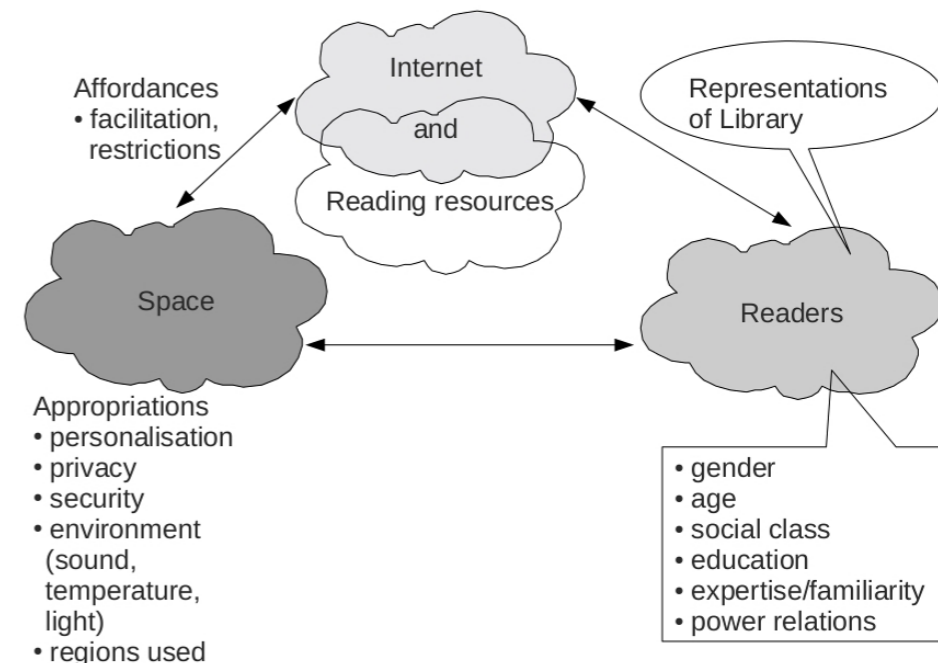 Internet
and
Reading resources
Affordances
• facilitation,
restrictions
Representations
of Library
Space
Readers
Appropriations
• personalisation
• privacy
• security
• environment
(sound,
temperature,
light)
• regions used
• gender
• age
• social class
• education
• expertise/familiarity
• power relations